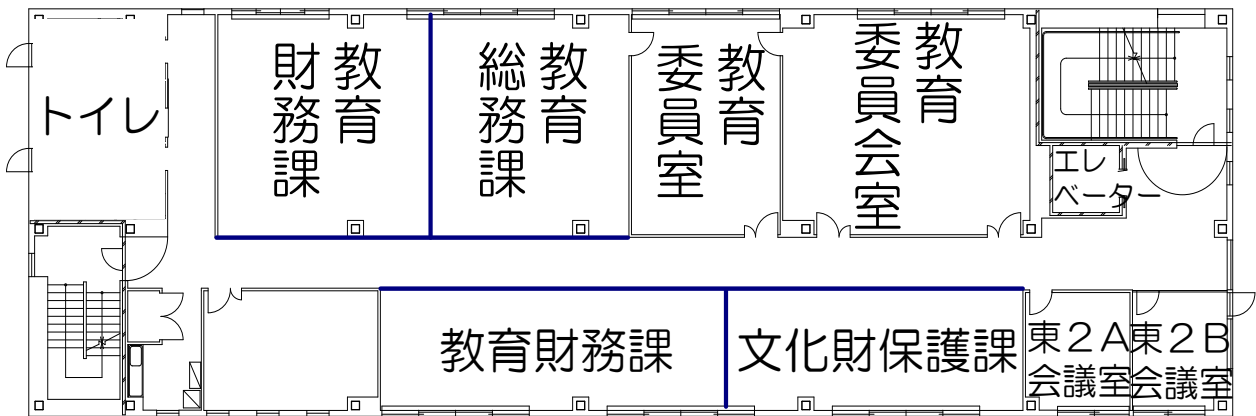 トイレ
教育
財務課
教育
総務課
教育
委員室
教育
委員会室
エレ
ベーター
教育財務課
文化財保護課
東２Ａ
会議室
東２Ｂ
会議室